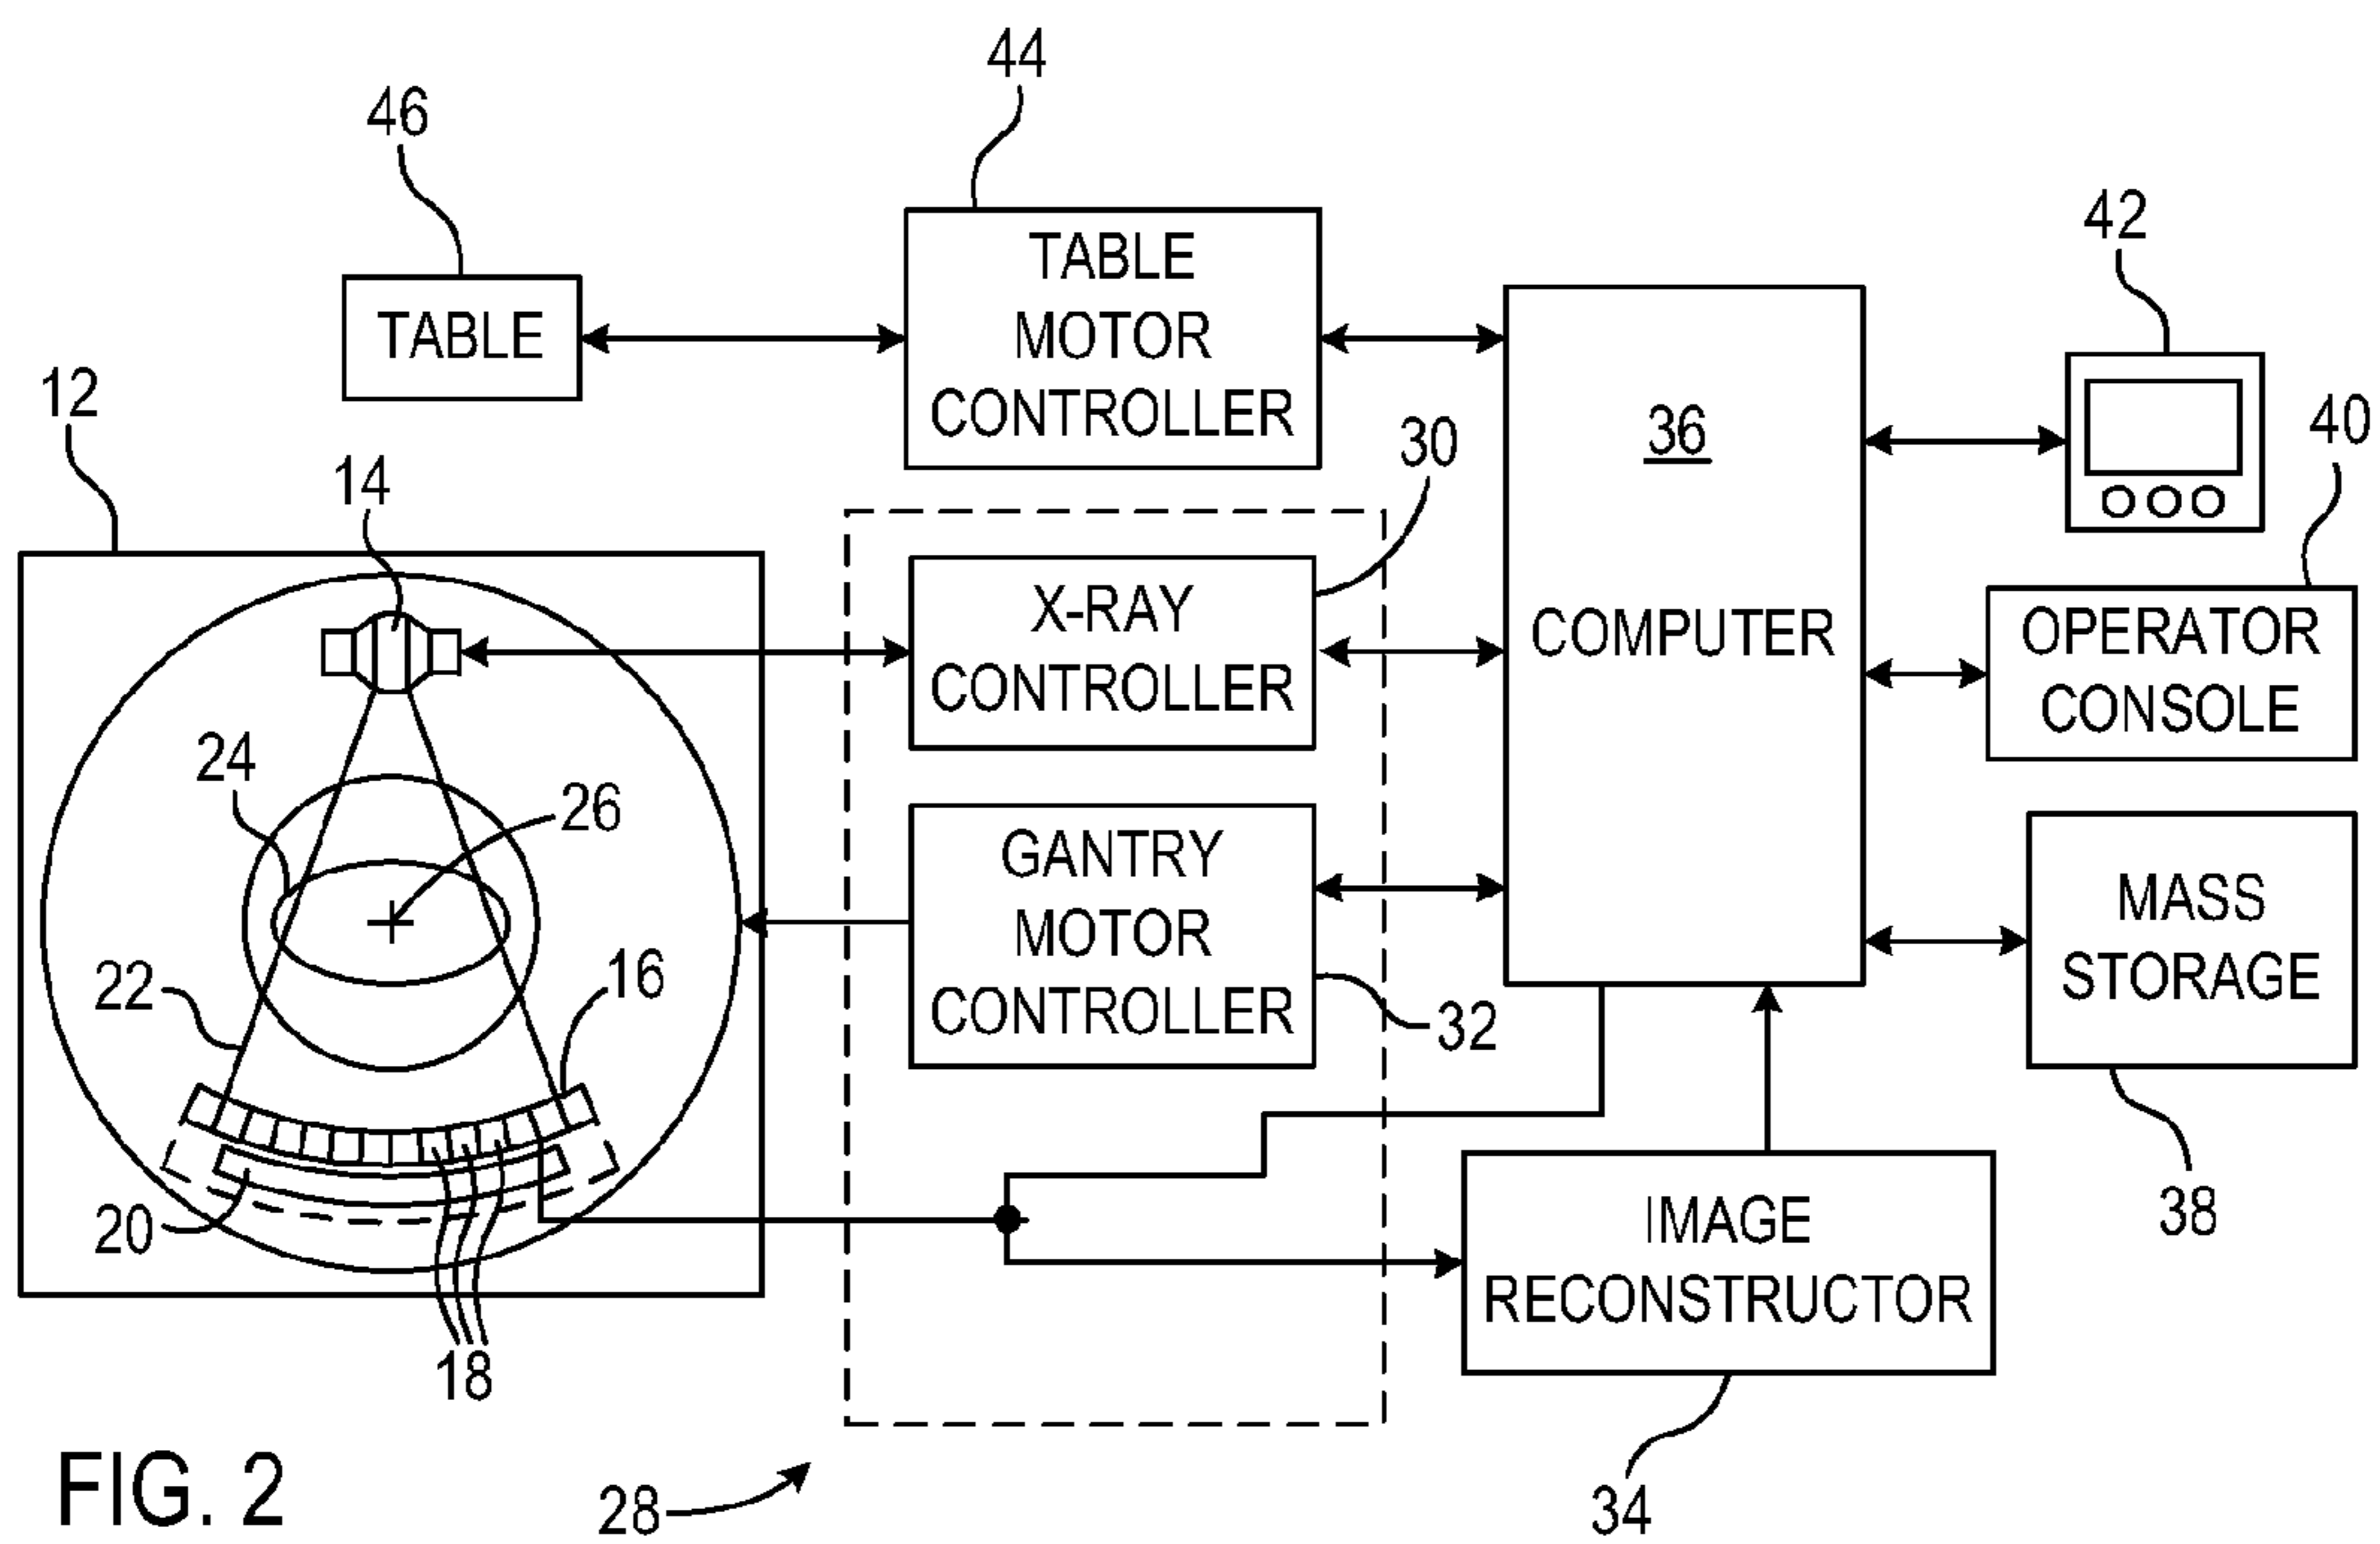 44
46
42
TABLE
MOTOR
CONTROLLER
TABLE
12
40
36
30
14
X-RAY
CONTROLLER
COMPUTER
OPERATOR
CONSOLE
24
26
GANTRY
MOTOR
CONTROLLER
MASS
STORAGE
22
16
32
20
38
IMAGE
RECONSTRUCTOR
18
FIG. 2
28
34